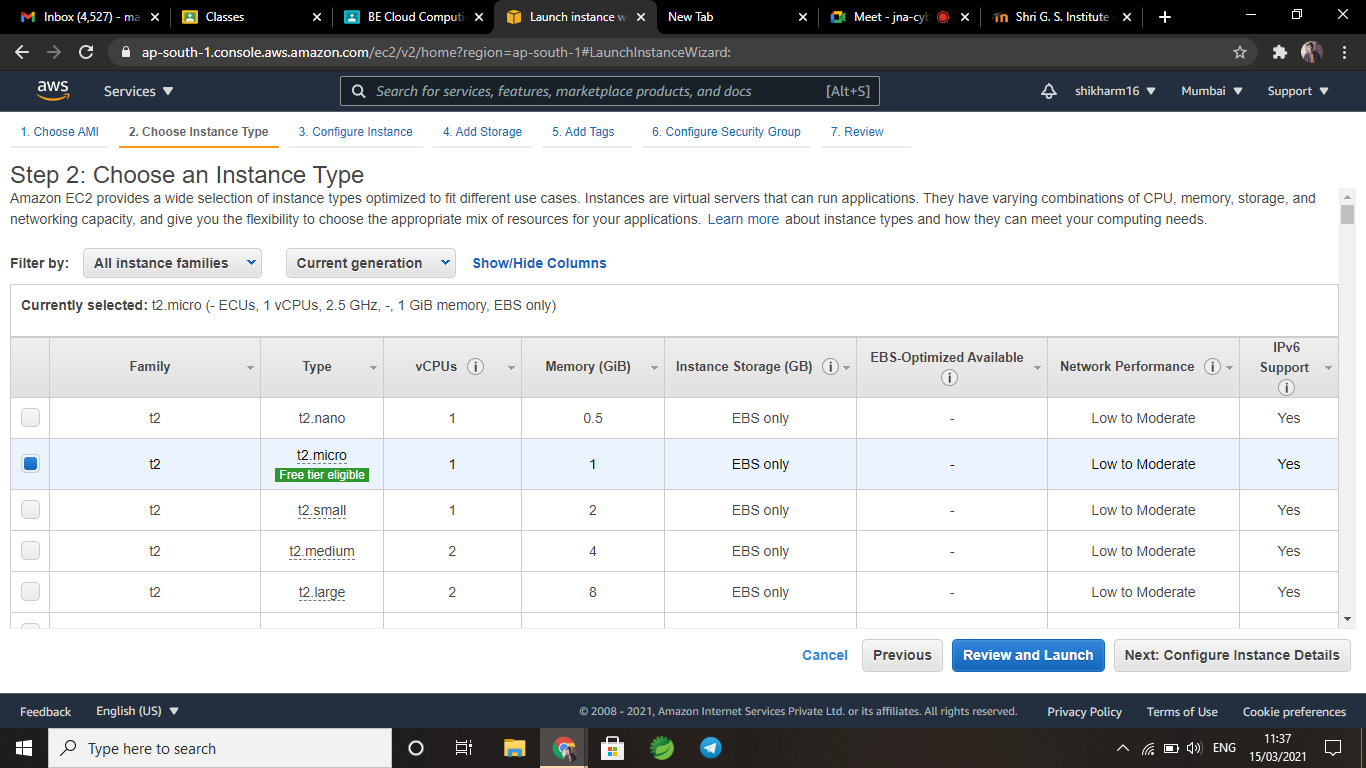 Inbox (4,527) - ma
Classes
BE Cloud Computi
Launch instance w
New Tab
Meet - jna-cyb
Shri G. S. Institute
ap-south-1.console.aws.amazon.com/ec2/v2/home?region=ap-south-1#LaunchInstanceWizard:
aws
Services
Search for services, features, marketplace products, and docs [Alt+S]
shikharm16
Mumbai
Support
1. Choose AMI
2. Choose Instance Type
3. Configure Instance
4. Add Storage
5. Add Tags
6. Configure Security Group
7. Review
Step 2: Choose an Instance Type
Amazon EC2 provides a wide selection of instance types optimized to fit different use cases. Instances are virtual servers that can run applications. They have varying combinations of CPU, memory, storage, and
networking capacity, and give you the flexibility to choose the appropriate mix of resources for your applications. Learn more about instance types and how they can meet your computing needs.
Filter by: All instance families Current generation Show/Hide Columns
Currently selected: t2.micro (- ECUs, 1 vCPUs, 2.5 GHz, -, 1 GiB memory, EBS only)
Family Type vCPUs Memory (GiB) Instance Storage (GB) EBS-Optimized Available Network Performance IPv6 Support
t2 t2.nano 1 0.5 EBS only - Low to Moderate Yes
t2 t2.micro 1 1 EBS only - Low to Moderate Yes
Free tier eligible
t2 t2.small 1 2 EBS only - Low to Moderate Yes
t2 t2.medium 2 4 EBS only - Low to Moderate Yes
t2 t2.large 2 8 EBS only - Low to Moderate Yes
Cancel Previous Review and Launch Next: Configure Instance Details
Feedback English (US) © 2008 - 2021, Amazon Internet Services Private Ltd. or its affiliates. All rights reserved. Privacy Policy Terms of Use Cookie preferences
Type here to search
ENG
11:37
15/03/2021